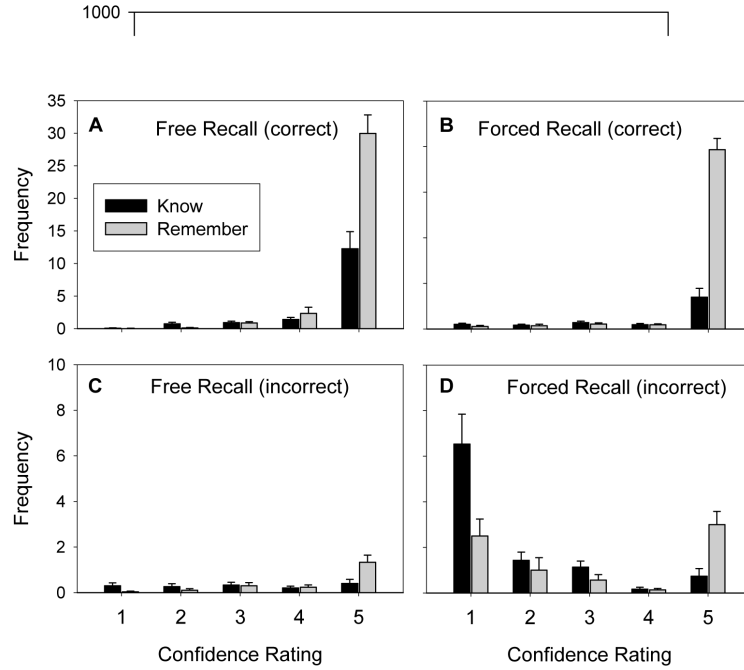 1000
35
30
25
20
15
10
5
0
Frequency
A Free Recall (correct)
Know
Remember
B Forced Recall (correct)
10
8
6
4
2
0
Frequency
C Free Recall (incorrect)
D Forced Recall (incorrect)
1 2 3 4 5
1 2 3 4 5
Confidence Rating
Confidence Rating